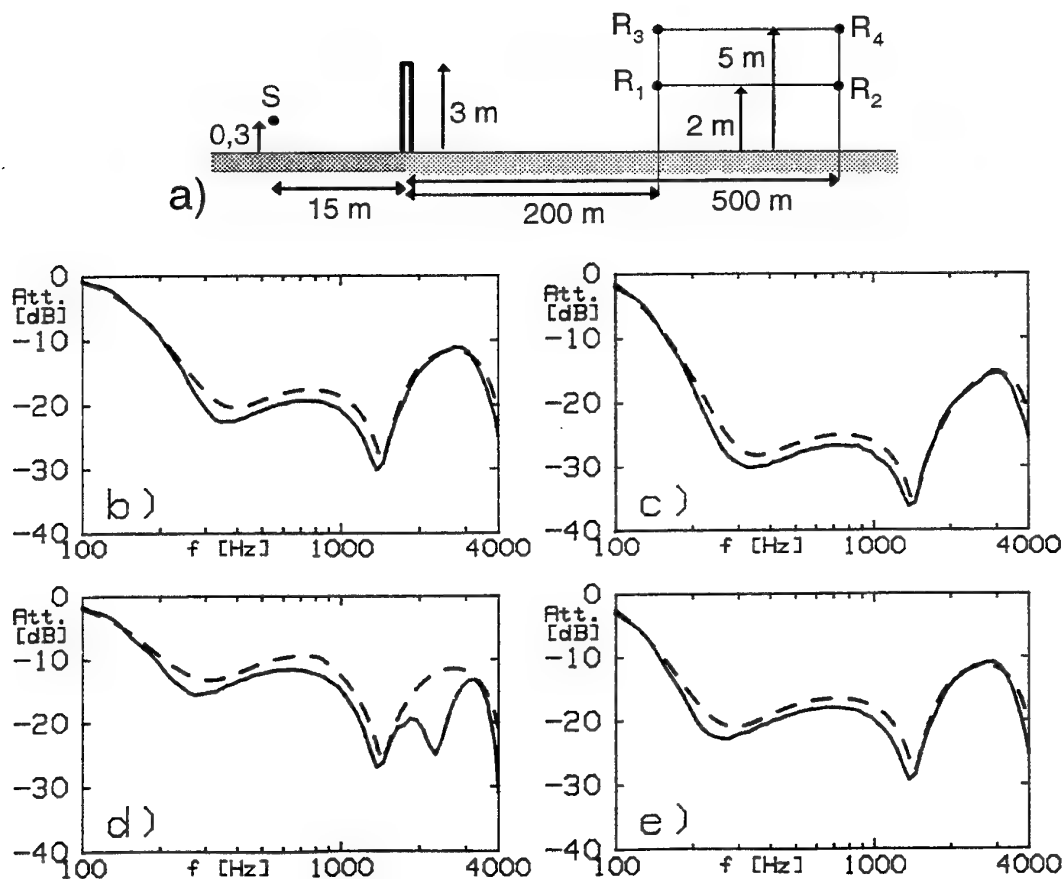 R3 R4
5 m
S R1 R2
0,3 3 m 2 m
a)
15 m 200 m 500 m
0 0
Att. Att.
[dB] [dB]
-10 -10
-20 -20
-30 -30
b) c)
-40 -40
100 f [Hz] 1000 4000 100 f [Hz] 1000 4000
0 0
Att. Att.
[dB] [dB]
-10 -10
-20 -20
-30 -30
d) e)
-40 -40
100 f [Hz] 1000 4000 100 f [Hz] 1000 4000